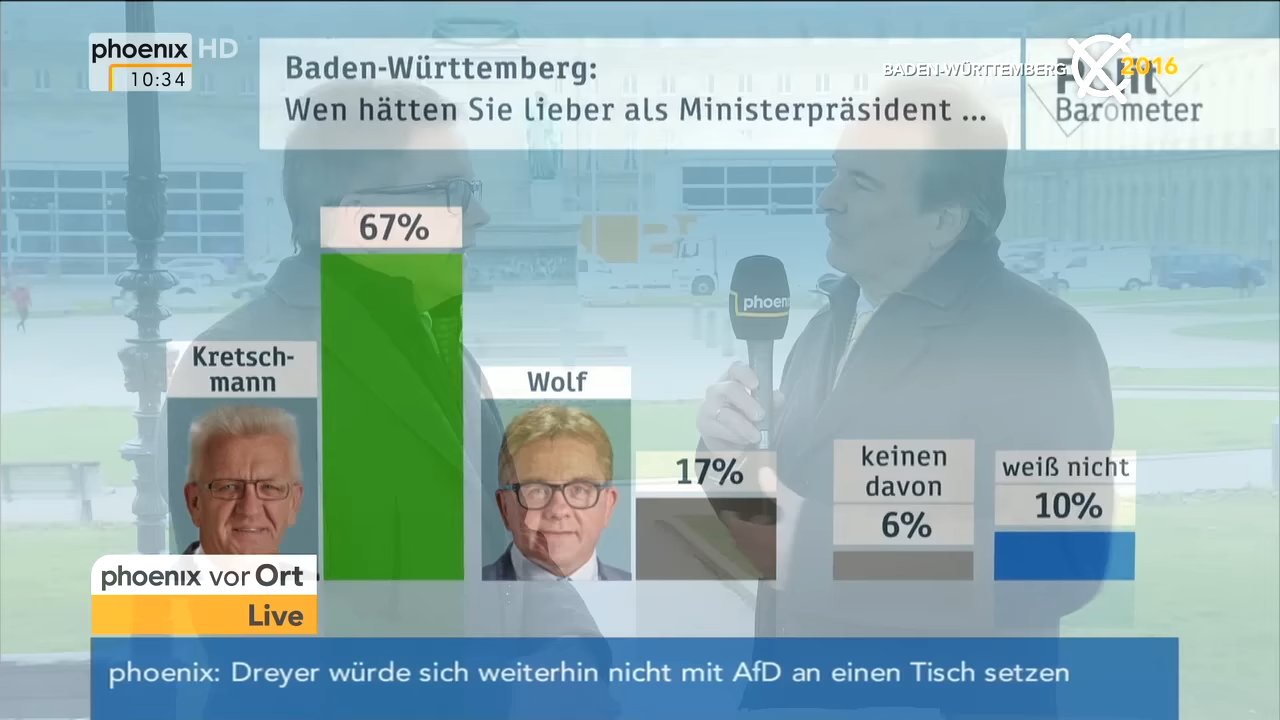 phoenix HD
10:34
Baden-Württemberg:
Wen hätten Sie lieber als Ministerpräsident ...
BADEN-WÜRTTEMBERG 2016
Barometer
67%
Kretsch-
mann
Wolf
17%
keinen
davon
6%
weiß nicht
10%
phoenix
phoenix vor Ort
Live
phoenix: Dreyer würde sich weiterhin nicht mit AfD an einen Tisch setzen